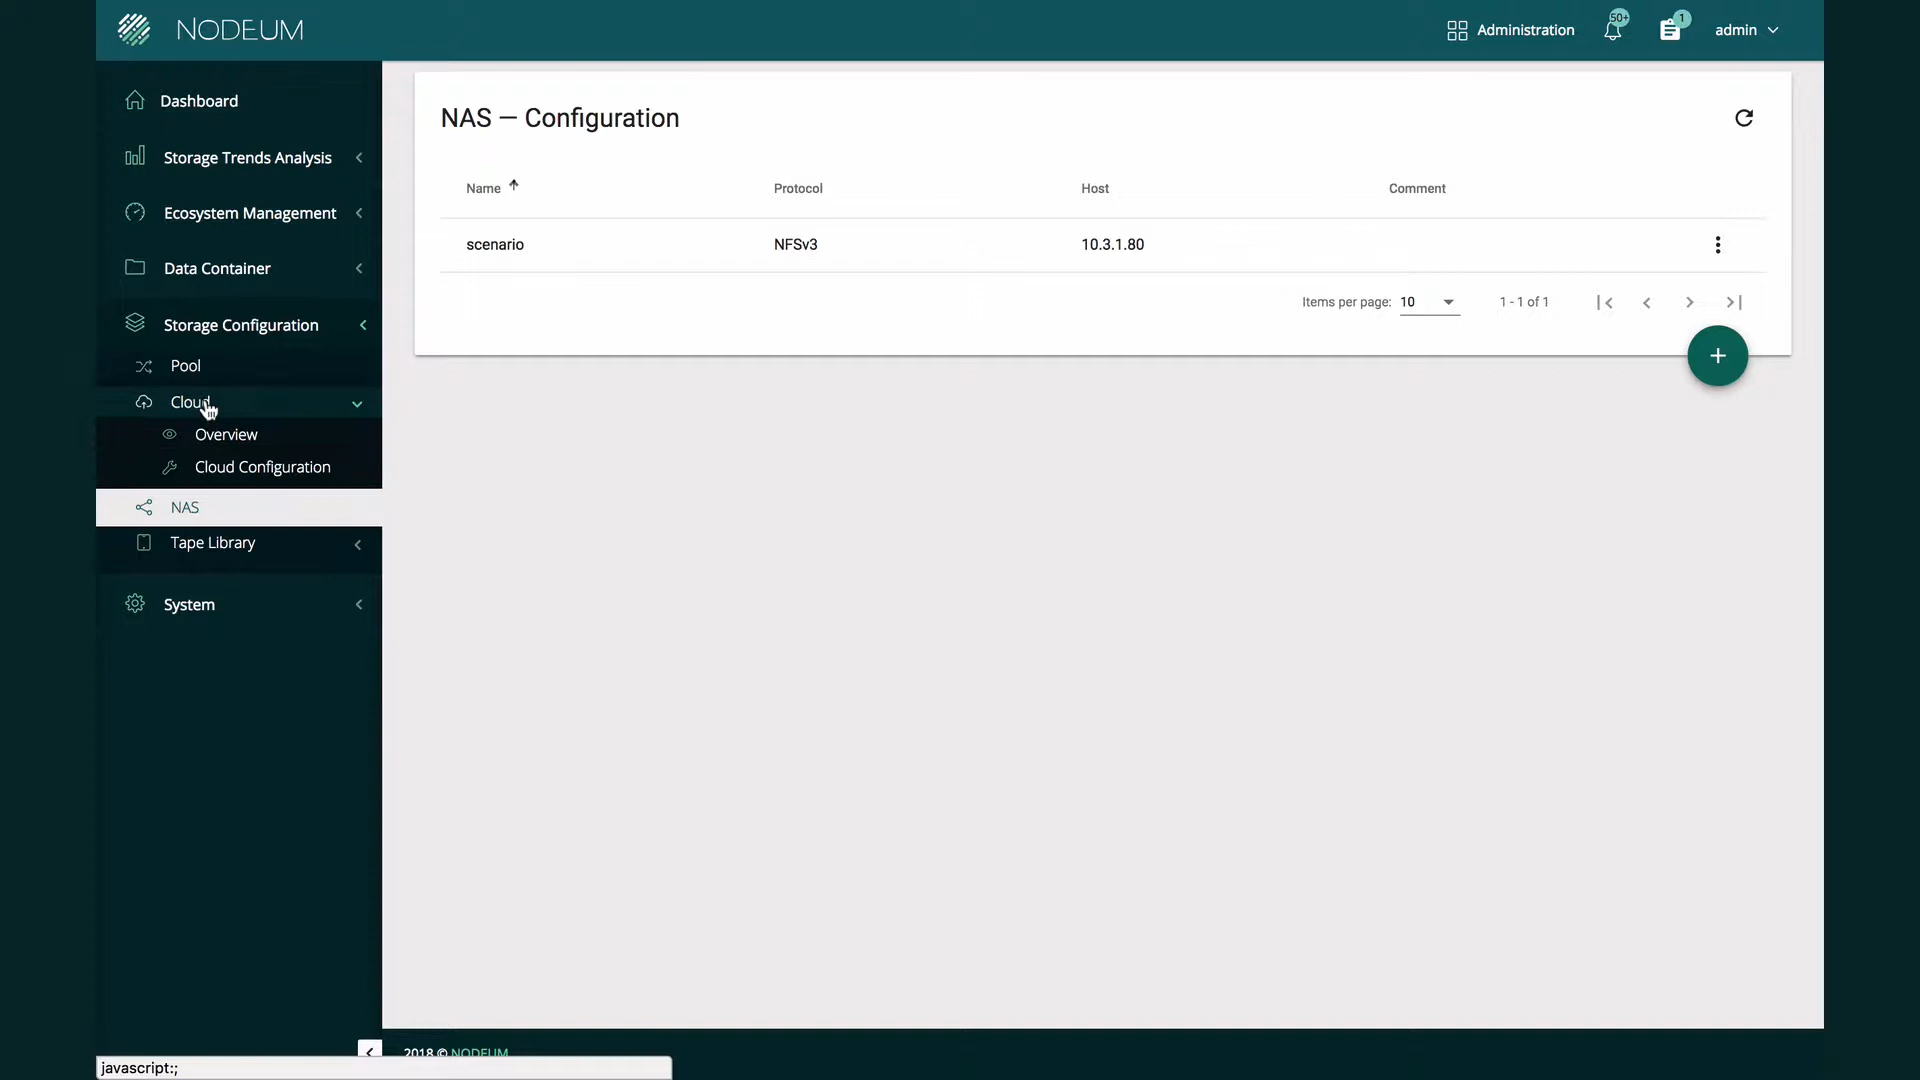 NODEUM
Administration
50+
1
admin
Dashboard
Storage Trends Analysis
Ecosystem Management
Data Container
Storage Configuration
Pool
Cloud
Overview
Cloud Configuration
NAS
Tape Library
System
NAS — Configuration
Name Protocol Host Comment
scenario NFSv3 10.3.1.80
Items per page: 10 1 - 1 of 1
+
2018 © NODEUM
javascript:;